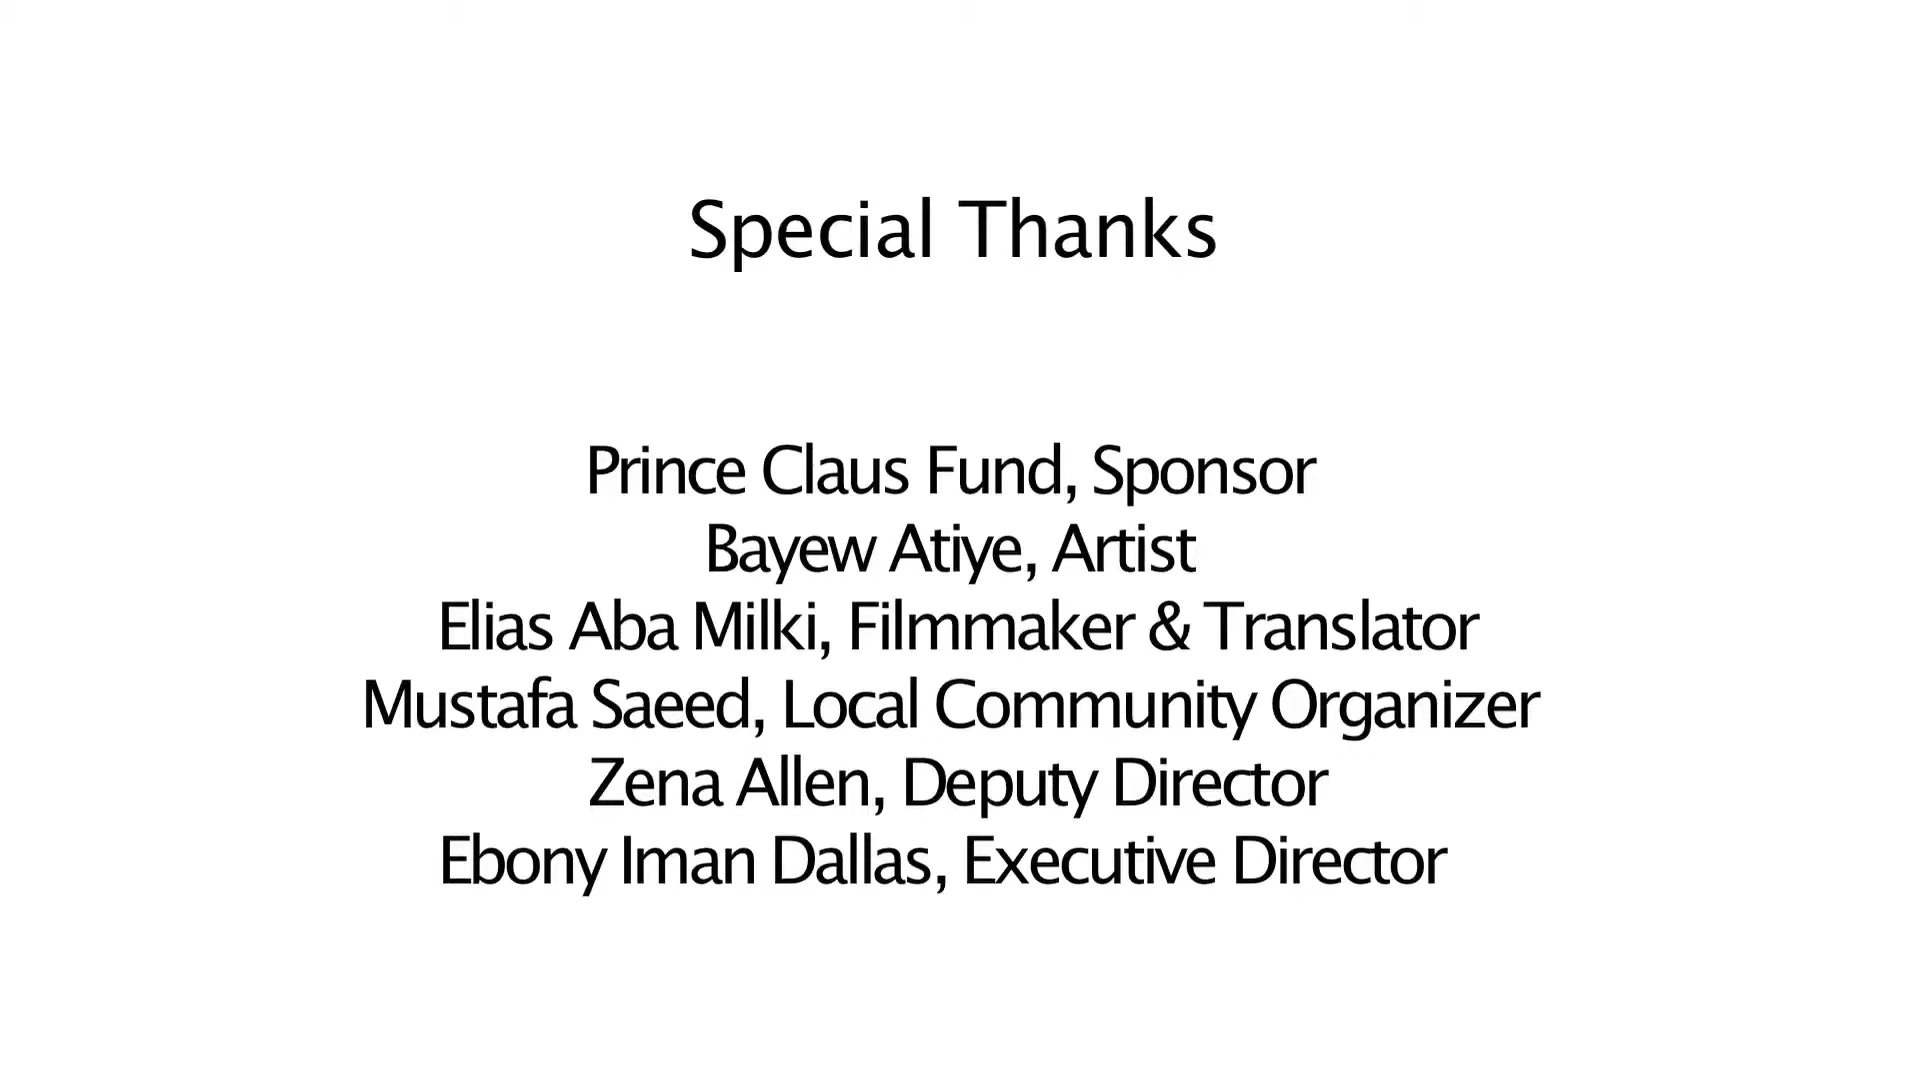 Special Thanks
Prince Claus Fund, Sponsor
Bayew Atiye, Artist
Elias Aba Milki, Filmmaker & Translator
Mustafa Saeed, Local Community Organizer
Zena Allen, Deputy Director
Ebony Iman Dallas, Executive Director